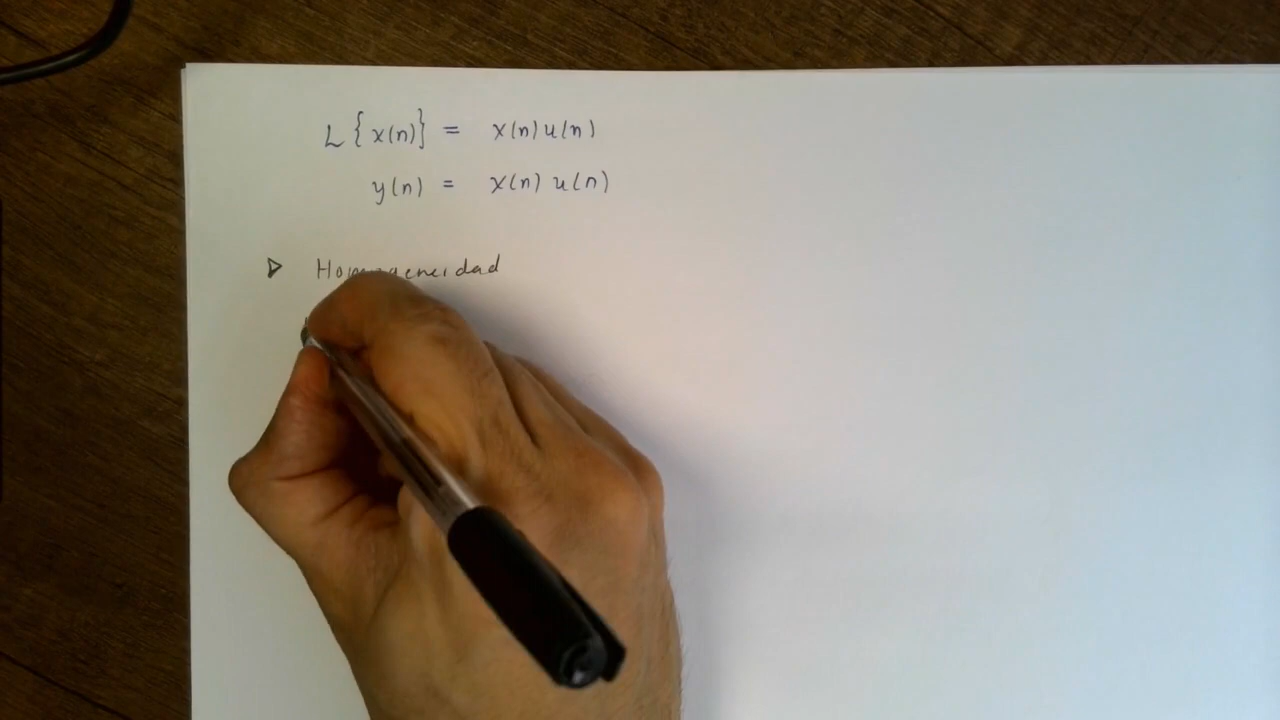 L{x(n)} = x(n)u(n)
y(n) = x(n) u(n)
▷ Homogeneidad